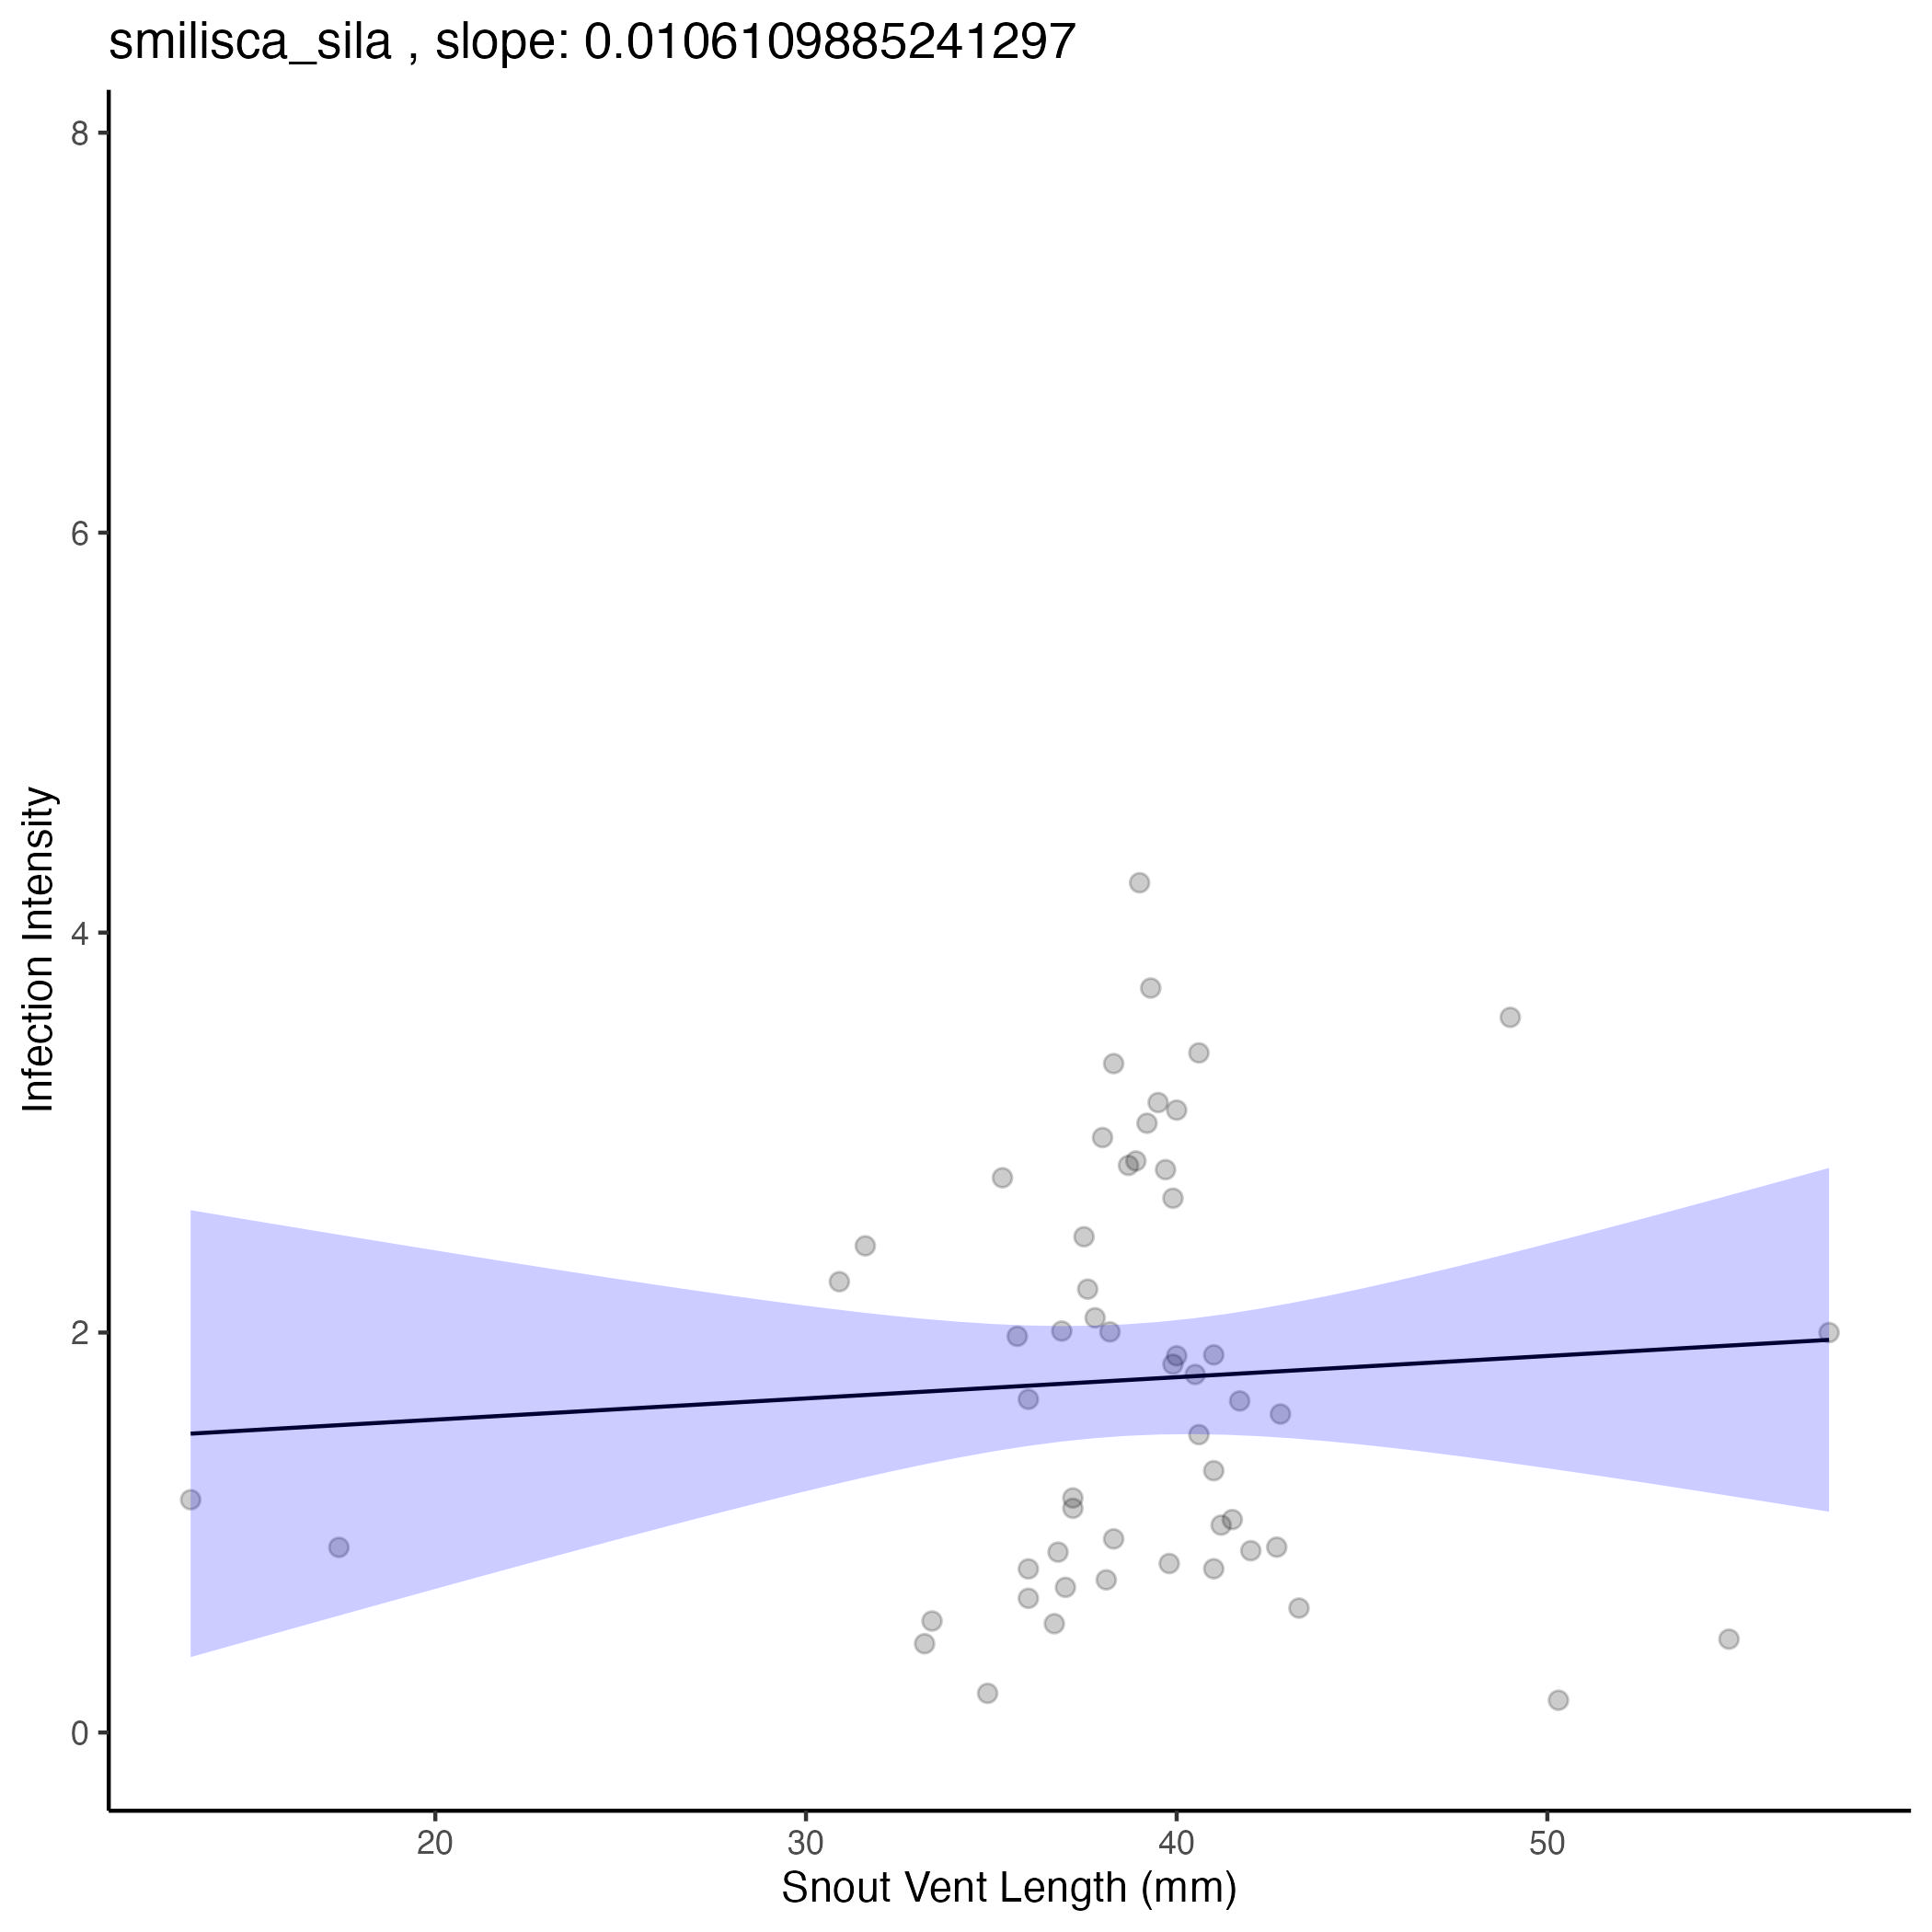 smilisca_sila , slope: 0.0106109885241297
8
6
4
2
0
Infection Intensity
20 30 40 50
Snout Vent Length (mm)